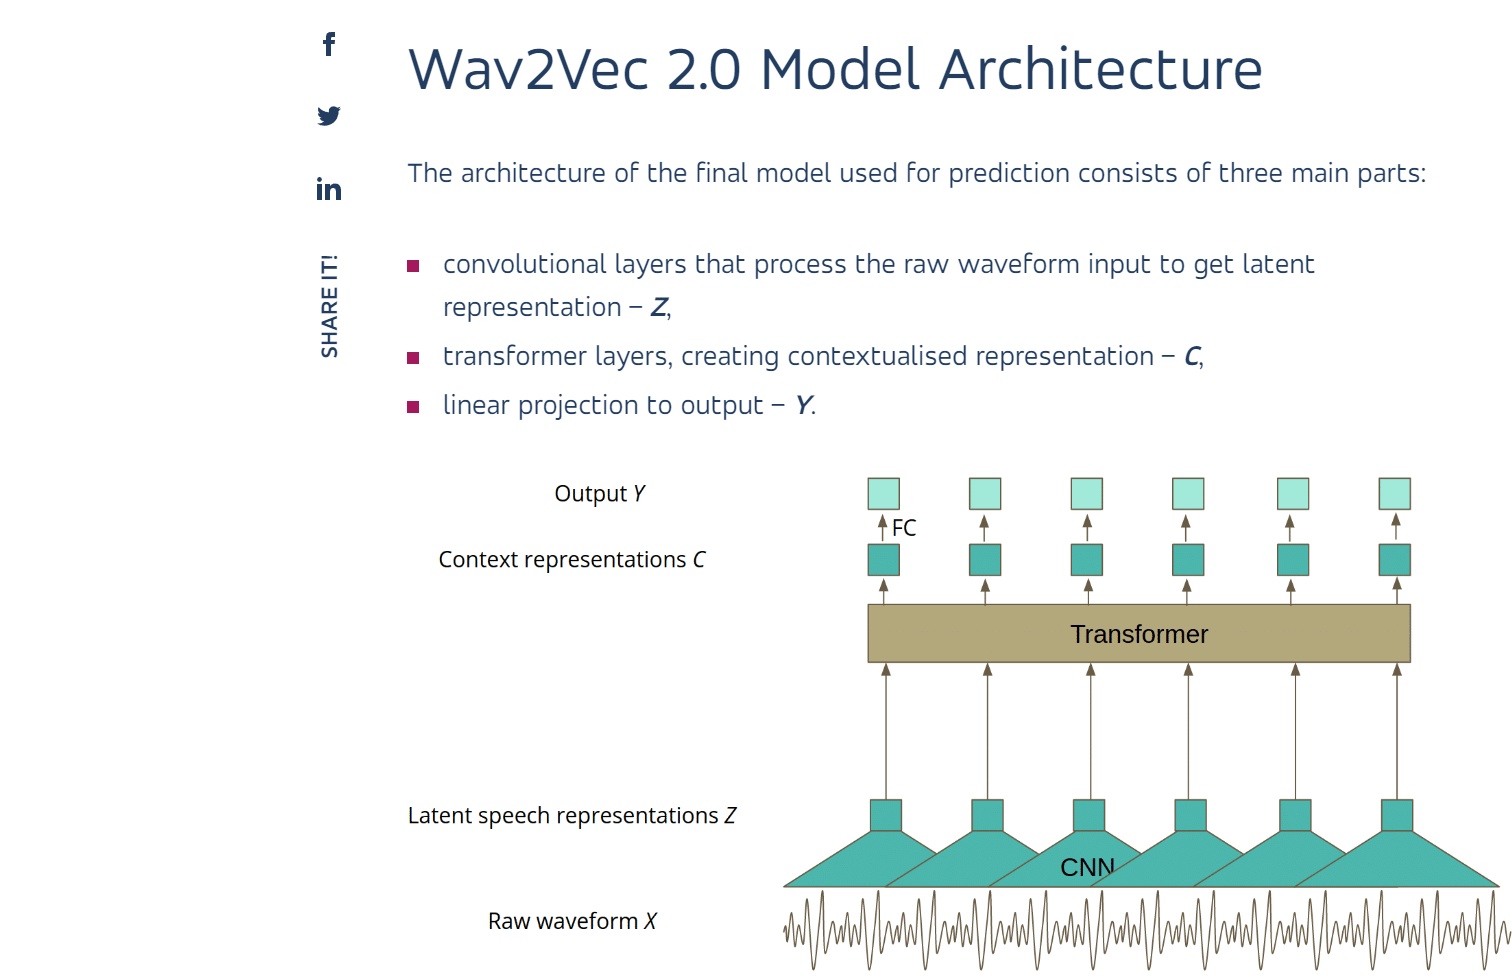 Wav2Vec 2.0 Model Architecture
The architecture of the final model used for prediction consists of three main parts:
convolutional layers that process the raw waveform input to get latent
representation – Z,
transformer layers, creating contextualised representation – C,
linear projection to output – Y.
SHARE IT!
Output Y
FC
Context representations C
Transformer
Latent speech representations Z
CNN
Raw waveform X